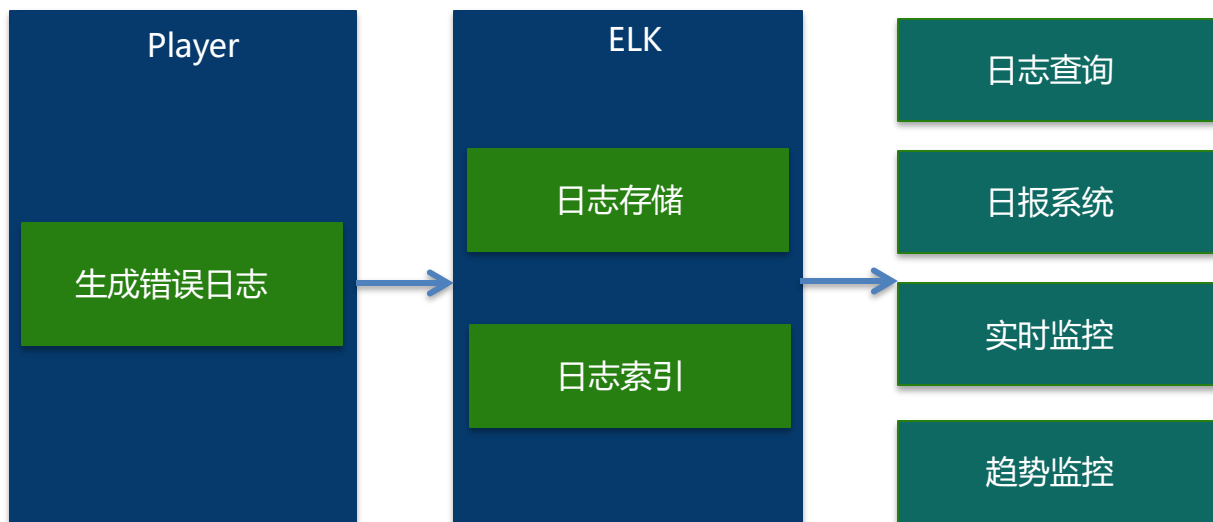 Player
生成错误日志
ELK
日志存储
日志索引
日志查询
日报系统
实时监控
趋势监控